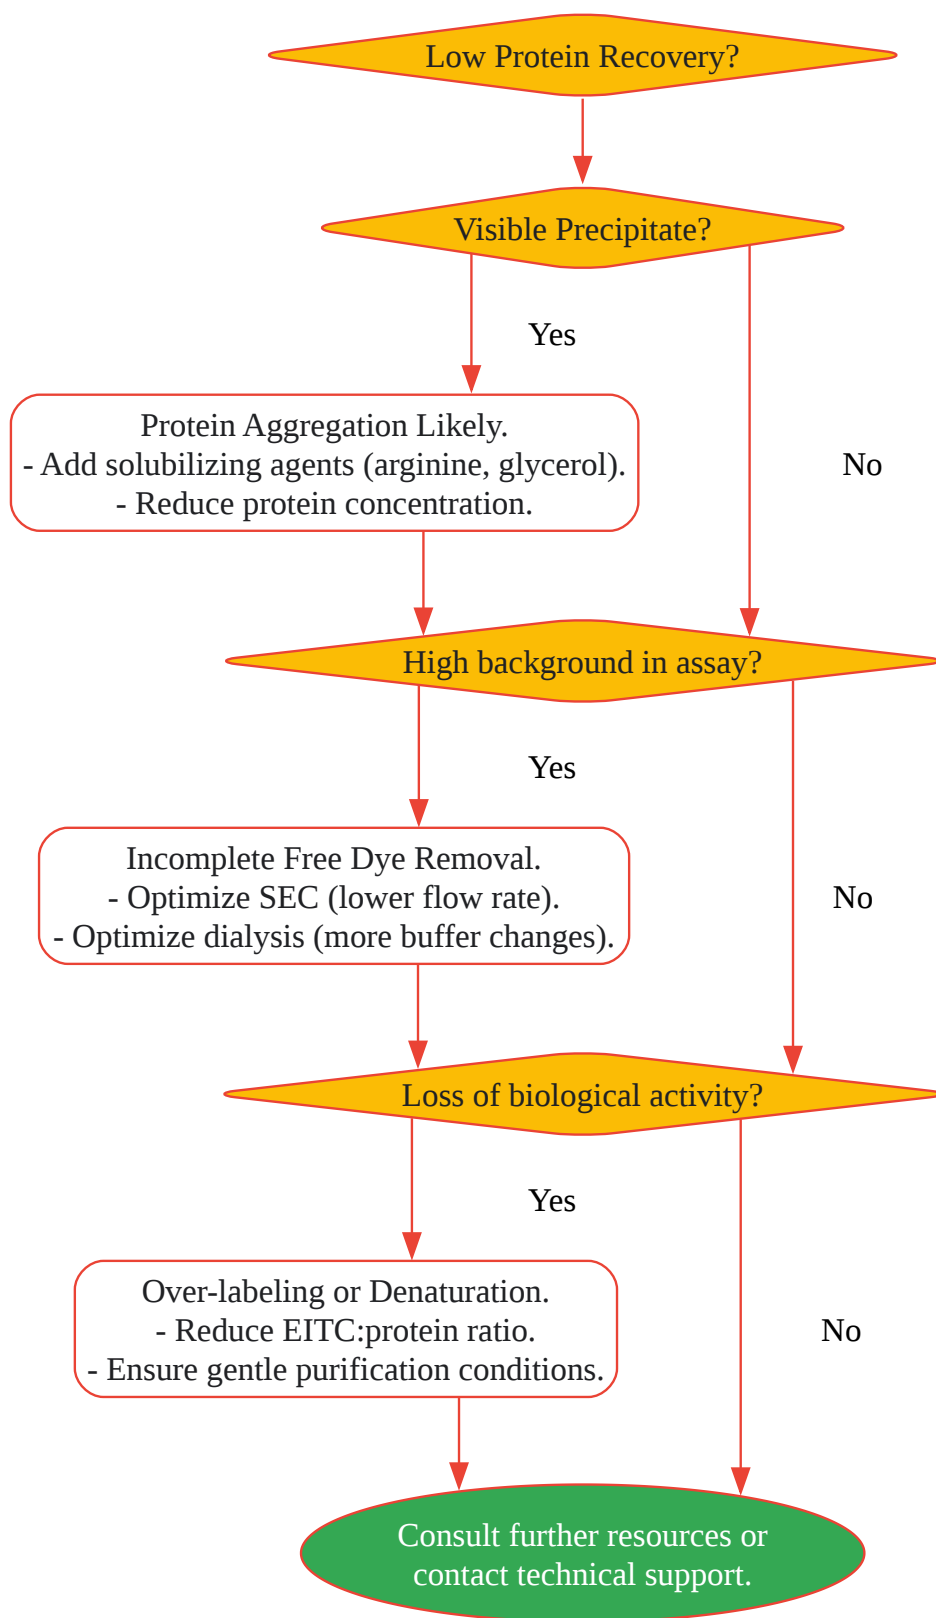 Low Protein Recovery?
Visible Precipitate?
Yes
Protein Aggregation Likely.
- Add solubilizing agents (arginine, glycerol).
- Reduce protein concentration.
No
High background in assay?
Yes
Incomplete Free Dye Removal.
- Optimize SEC (lower flow rate).
- Optimize dialysis (more buffer changes).
No
Loss of biological activity?
Yes
Over-labeling or Denaturation.
- Reduce EITC:protein ratio.
- Ensure gentle purification conditions.
No
Consult further resources or
contact technical support.